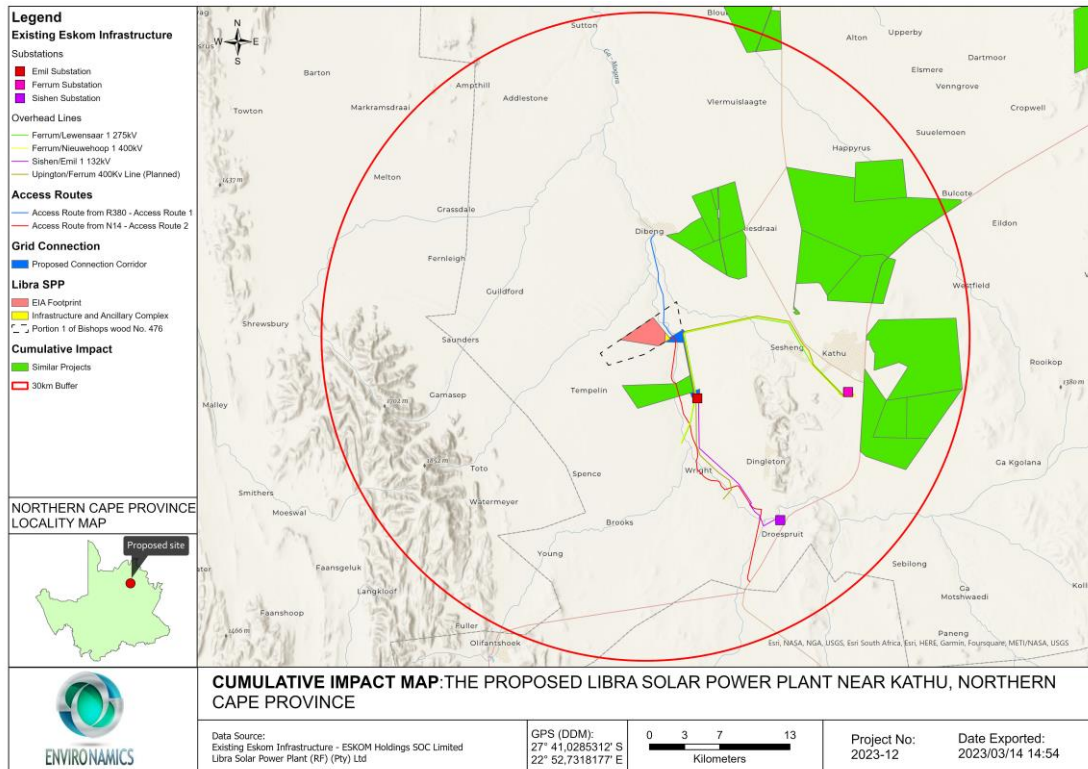 Legend
Existing Eskom Infrastructure
Substations
Emil Substation
Ferrum Substation
Sishen Substation
Overhead Lines
Ferrum/Lewensaar 1 275kV
Ferrum/Nieuwehoop 1 400kV
Sishen/Emil 1 132kV
Upington/Ferrum 400Kv Line (Planned)
Access Routes
Access Route from R380 - Access Route 1
Access Route from N14 - Access Route 2
Grid Connection
Proposed Connection Corridor
Libra SPP
EIA Footprint
Infrastructure and Ancillary Complex
Portion 1 of Bishops wood No. 476
Cumulative Impact
Similar Projects
30km Buffer
NORTHERN CAPE PROVINCE
LOCALITY MAP
Proposed site
ENVIRONAMICS
N
W E
S
Sutton
Alton
Upperby
Dartmoor
Elsmere
Venngrove
Cropwell
Barton
Ampthill
Addlestone
Markramsdraai
Towton
Viermuislaagte
Suuelemoen
Happyrus
1437 m
Melton
Bulcote
Grassdale
Eildon
Dibeng
Fernleigh
Guildford
Westfield
Shrewsbury
Saunders
Sesheng
Kathu
Rooikop
Templein
1380 m
Malley
Gamasep
1502 m
Wright
Dingleton
Ga Kgolana
1852 m
Toto
Spence
Smithers
Watermeyer
Moeswal
Brooks
Droespruit
Young
Faansgeluk
Sebilong
Langkloof
Ga
Motshwaedi
Faanshoop
Fuller
1466 m
Olifantshoek
Paneng
Esri, NASA, NGA, USGS, Esri South Africa, Esri, HERE, Garmin, Foursquare, METI/NASA, USGS
CUMULATIVE IMPACT MAP:THE PROPOSED LIBRA SOLAR POWER PLANT NEAR KATHU, NORTHERN
CAPE PROVINCE
Data Source:
Existing Eskom Infrastructure - ESKOM Holdings SOC Limited
Libra Solar Power Plant (RF) (Pty) Ltd
GPS (DDM):
27° 41,0285312' S
22° 52,7318177' E
0 3 7 13
Kilometers
Project No:
2023-12
Date Exported:
2023/03/14 14:54